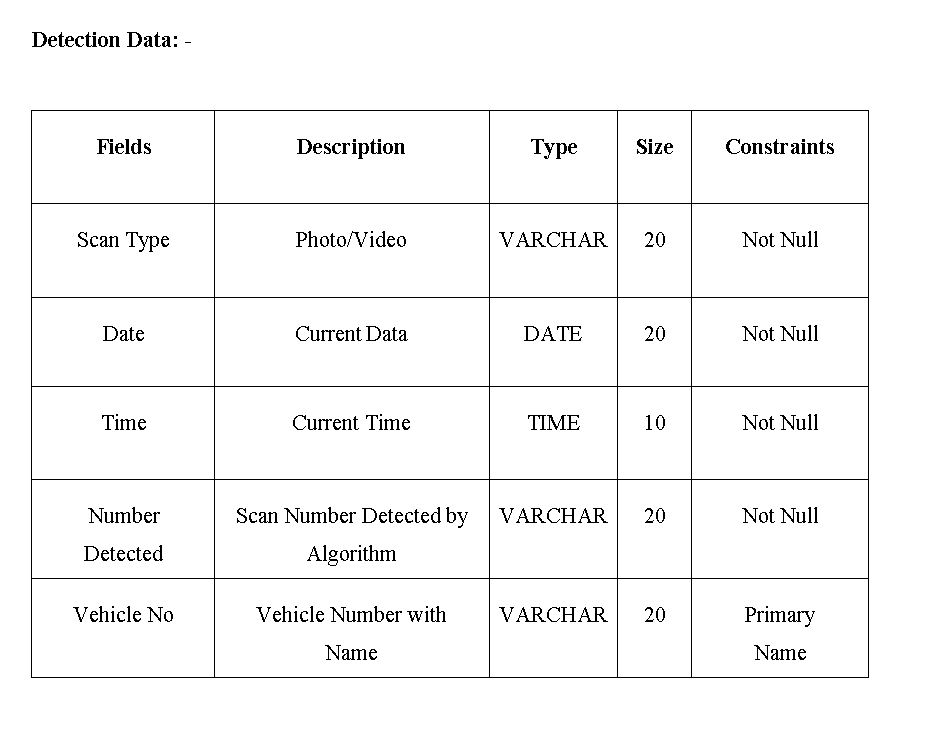 Detection Data: -
Fields Description Type Size Constraints
Scan Type Photo/Video VARCHAR 20 Not Null
Date Current Data DATE 20 Not Null
Time Current Time TIME 10 Not Null
Number Scan Number Detected by VARCHAR 20 Not Null
Detected Algorithm
Vehicle No Vehicle Number with VARCHAR 20 Primary
Name Name